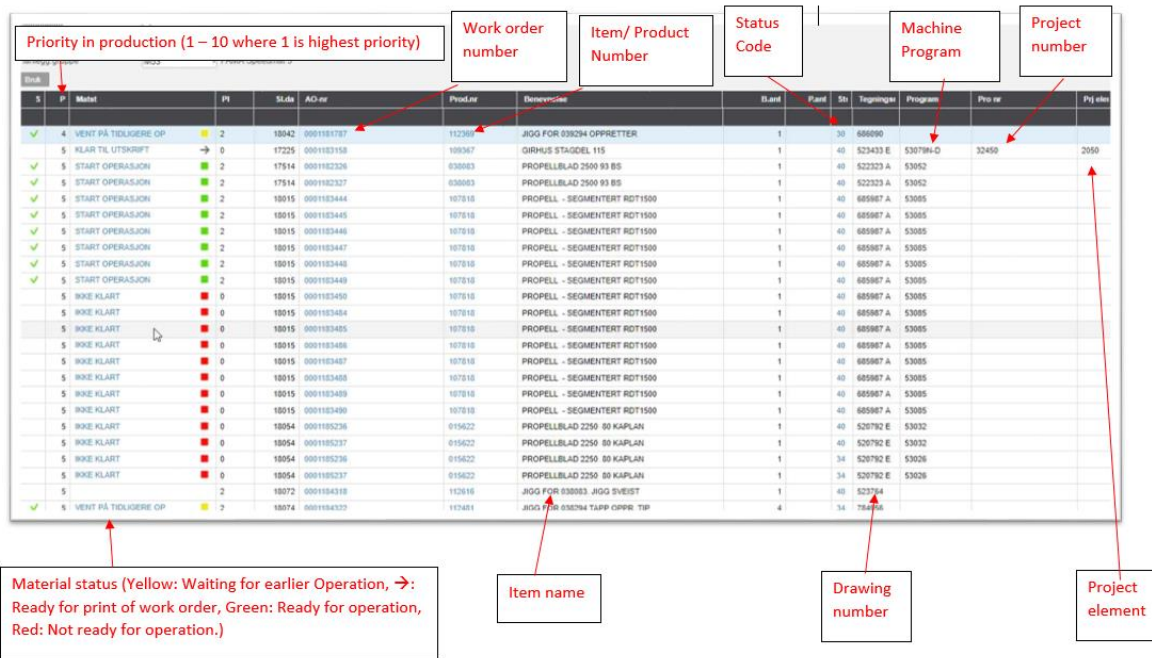 Priority in production (1 – 10 where 1 is highest priority)
Work order number
Item/ Product Number
Status Code
Machine Program
Project number
Bruk
S P Matst Pl Sl.da AO-nr Prod.nr Benevnelse B.ant P.ant Str Tegningsnr Program Pro nr Prj elem
4 VENT PÅ TIDLIGERE OP 2 18042 0001181787 112369 JIGG FOR 039294 OPPRETTER 1 30 686090
5 KLAR TIL UTSKRIFT → 0 17225 0001183158 109367 GIRHUS STAGDEL 115 1 40 523433 E 53079N-D 32450 2050
5 START OPERASJON 2 17514 0001182326 038083 PROPELLBLAD 2500 93 BS 1 40 522323 A 53052
5 START OPERASJON 2 17514 0001182327 038083 PROPELLBLAD 2500 93 BS 1 40 522323 A 53052
5 START OPERASJON 2 18015 0001183444 107818 PROPELL - SEGMENTERT RDT1500 1 40 685987 A 53085
5 START OPERASJON 2 18015 0001183445 107818 PROPELL - SEGMENTERT RDT1500 1 40 685987 A 53085
5 START OPERASJON 2 18015 0001183446 107818 PROPELL - SEGMENTERT RDT1500 1 40 685987 A 53085
5 START OPERASJON 2 18015 0001183447 107818 PROPELL - SEGMENTERT RDT1500 1 40 685987 A 53085
5 START OPERASJON 2 18015 0001183448 107818 PROPELL - SEGMENTERT RDT1500 1 40 685987 A 53085
5 START OPERASJON 2 18015 0001183449 107818 PROPELL - SEGMENTERT RDT1500 1 40 685987 A 53085
5 IKKE KLART 0 18015 0001183450 107818 PROPELL - SEGMENTERT RDT1500 1 40 685987 A 53085
5 IKKE KLART 0 18015 0001183484 107818 PROPELL - SEGMENTERT RDT1500 1 40 685987 A 53085
5 IKKE KLART 0 18015 0001183485 107818 PROPELL - SEGMENTERT RDT1500 1 40 685987 A 53085
5 IKKE KLART 0 18015 0001183486 107818 PROPELL - SEGMENTERT RDT1500 1 40 685987 A 53085
5 IKKE KLART 0 18015 0001183487 107818 PROPELL - SEGMENTERT RDT1500 1 40 685987 A 53085
5 IKKE KLART 0 18015 0001183488 107818 PROPELL - SEGMENTERT RDT1500 1 40 685987 A 53085
5 IKKE KLART 0 18015 0001183489 107818 PROPELL - SEGMENTERT RDT1500 1 40 685987 A 53085
5 IKKE KLART 0 18015 0001183490 107818 PROPELL - SEGMENTERT RDT1500 1 40 685987 A 53085
5 IKKE KLART 0 18054 0001185236 015622 PROPELLBLAD 2250 80 KAPLAN 1 40 520792 E 53032
5 IKKE KLART 0 18054 0001185237 015622 PROPELLBLAD 2250 80 KAPLAN 1 40 520792 E 53032
5 IKKE KLART 0 18054 0001185236 015622 PROPELLBLAD 2250 80 KAPLAN 1 34 520792 E 53026
5 IKKE KLART 0 18054 0001185237 015622 PROPELLBLAD 2250 80 KAPLAN 1 34 520792 E 53026
5 2 18072 0001184318 112616 JIGG FOR 038083. JIGG SVEIST 1 40 523764
5 VENT PÅ TIDLIGERE OP 2 18074 0001184322 112481 JIGG FOR 038294 TAPP OPPR. TIP 4 34
Material status (Yellow: Waiting for earlier Operation, →:
Ready for print of work order, Green: Ready for operation,
Red: Not ready for operation.)
Item name
Drawing number
Project element